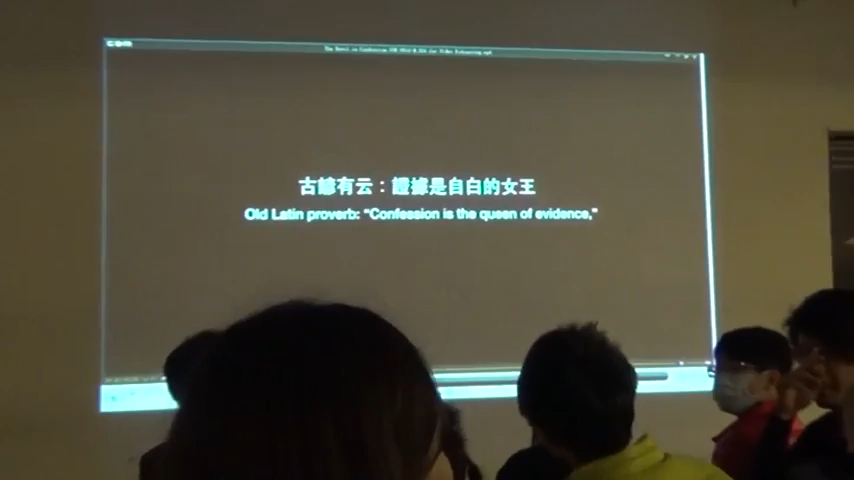 古諺有云：證據是自白的女王
Old Latin proverb: “Confession is the queen of evidence,”